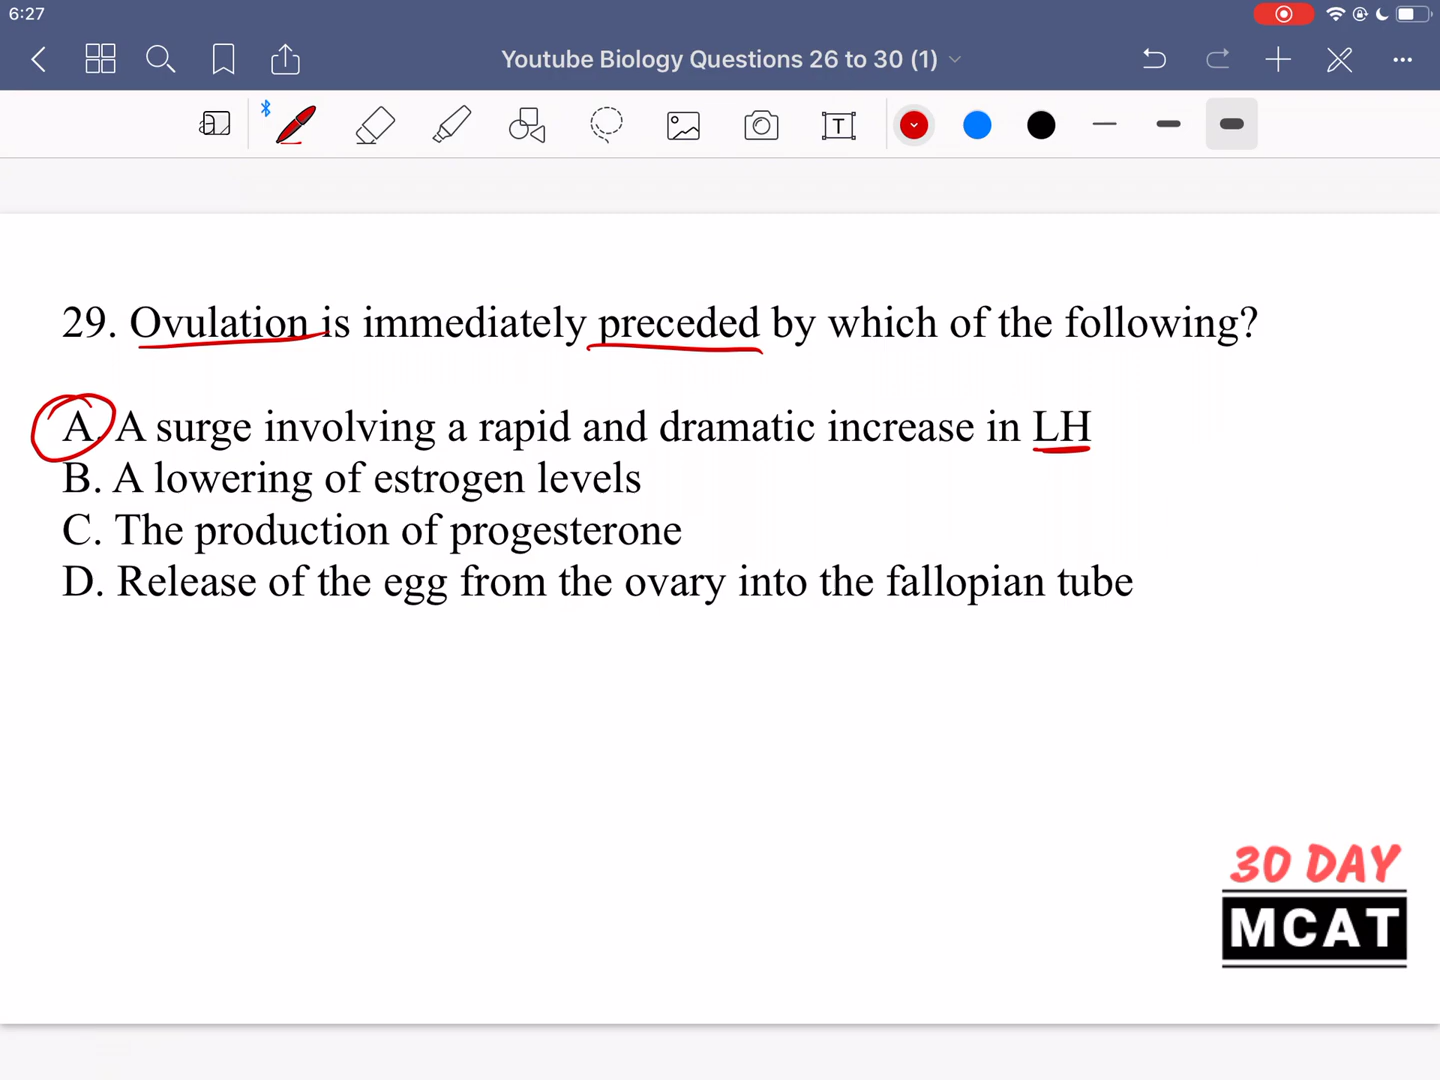 6:27
Youtube Biology Questions 26 to 30 (1)
T
29. Ovulation is immediately preceded by which of the following?
A. A surge involving a rapid and dramatic increase in LH
B. A lowering of estrogen levels
C. The production of progesterone
D. Release of the egg from the ovary into the fallopian tube
30 DAY
MCAT